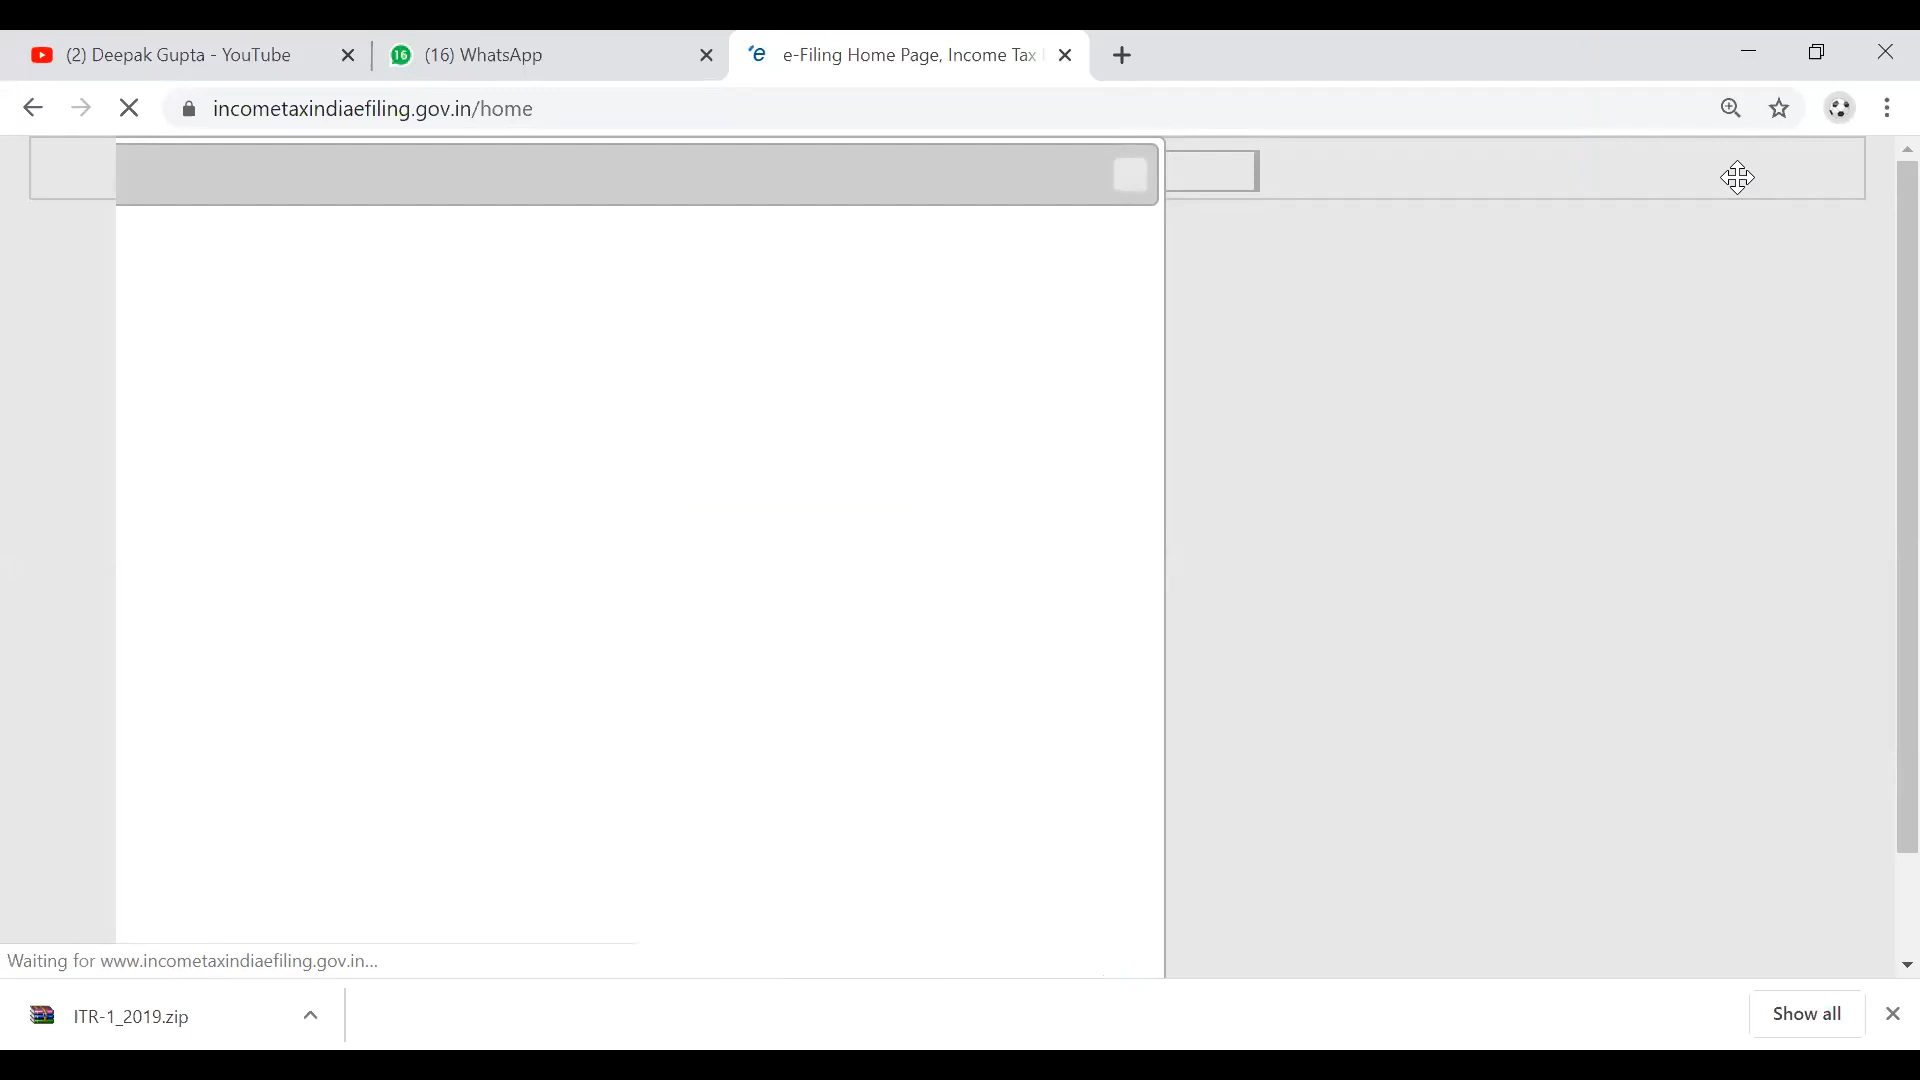 (2) Deepak Gupta - YouTube
16 (16) WhatsApp
e e-Filing Home Page, Income Tax
incometaxindiaefiling.gov.in/home
Waiting for www.incometaxindiaefiling.gov.in...
ITR-1_2019.zip
Show all